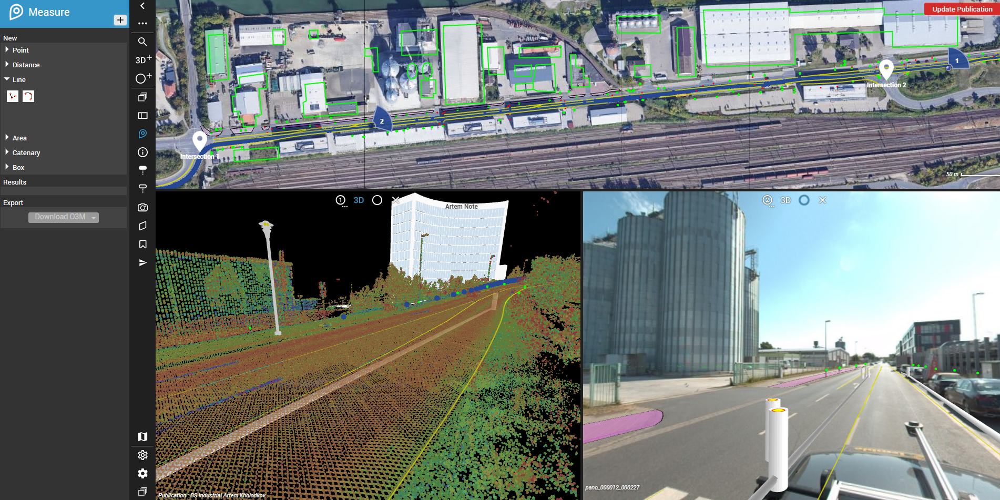 Measure
New
Point
Distance
Line
Area
Catenary
Box
Results
Export
Download O3M
3D+
Update Publication
1
2
Intersection 2
Intersection 1
50 m
1 3D
Artem Note
Publication : BS Industrial Artem Kholodkov
2 3D
pano_000012_000227